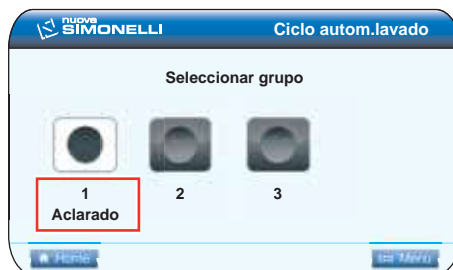 nuova
SIMONELLI
Ciclo autom.lavado
Seleccionar grupo
1 2 3
Aclarado
Home Menu